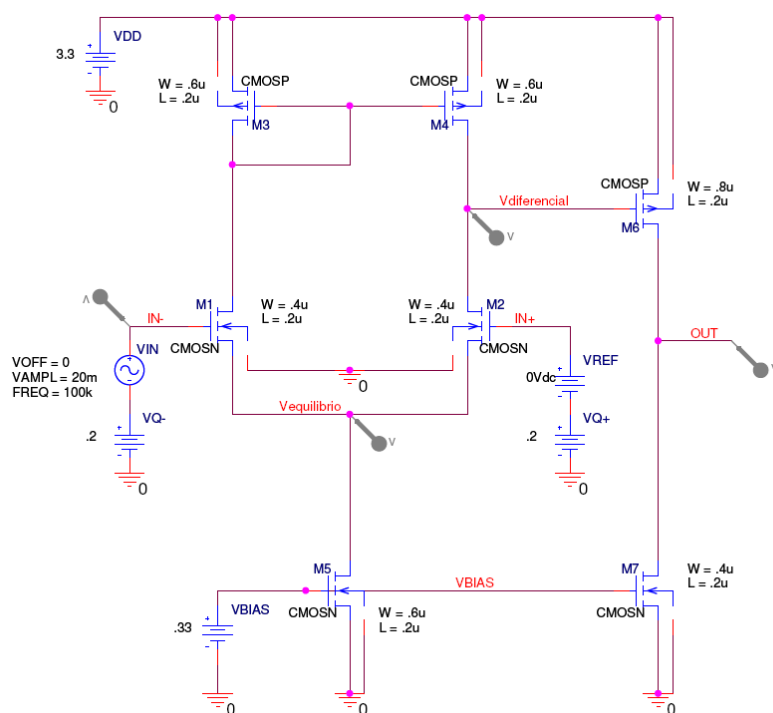 VDD
3.3
0
CMOSP
W = .6u
L = .2u
M3
CMOSP
W = .6u
L = .2u
M4
CMOSP
W = .8u
L = .2u
M6
Vdiferencial
V
V
IN-
M1
W = .4u
L = .2u
CMOSN
W = .4u
L = .2u
M2
CMOSN
IN+
OUT
V
VOFF = 0
VAMPL = 20m
FREQ = 100k
VIN
0
VREF
0Vdc
VQ-
.2
0
Vequilibrio
V
VQ+
.2
0
M5
CMOSN
W = .6u
L = .2u
VBIAS
M7
CMOSN
W = .4u
L = .2u
VBIAS
.33
0
0
0